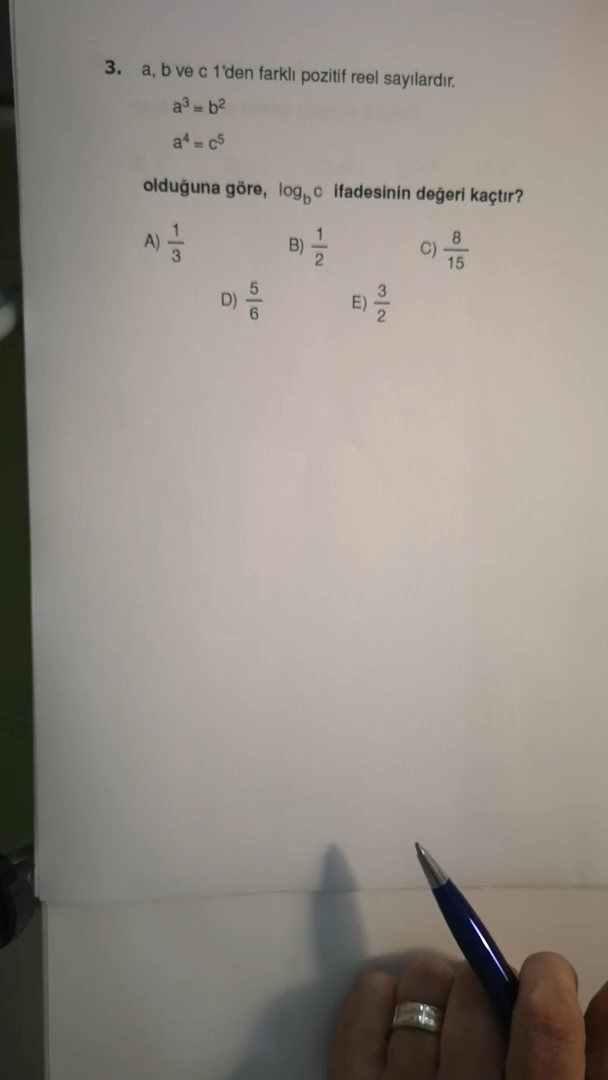 3. a, b ve c 1'den farklı pozitif reel sayılardır.
a³ = b²
a⁴ = c⁵
olduğuna göre, log_b c ifadesinin değeri kaçtır?
A) 1/3 B) 1/2 C) 8/15
D) 5/6 E) 3/2